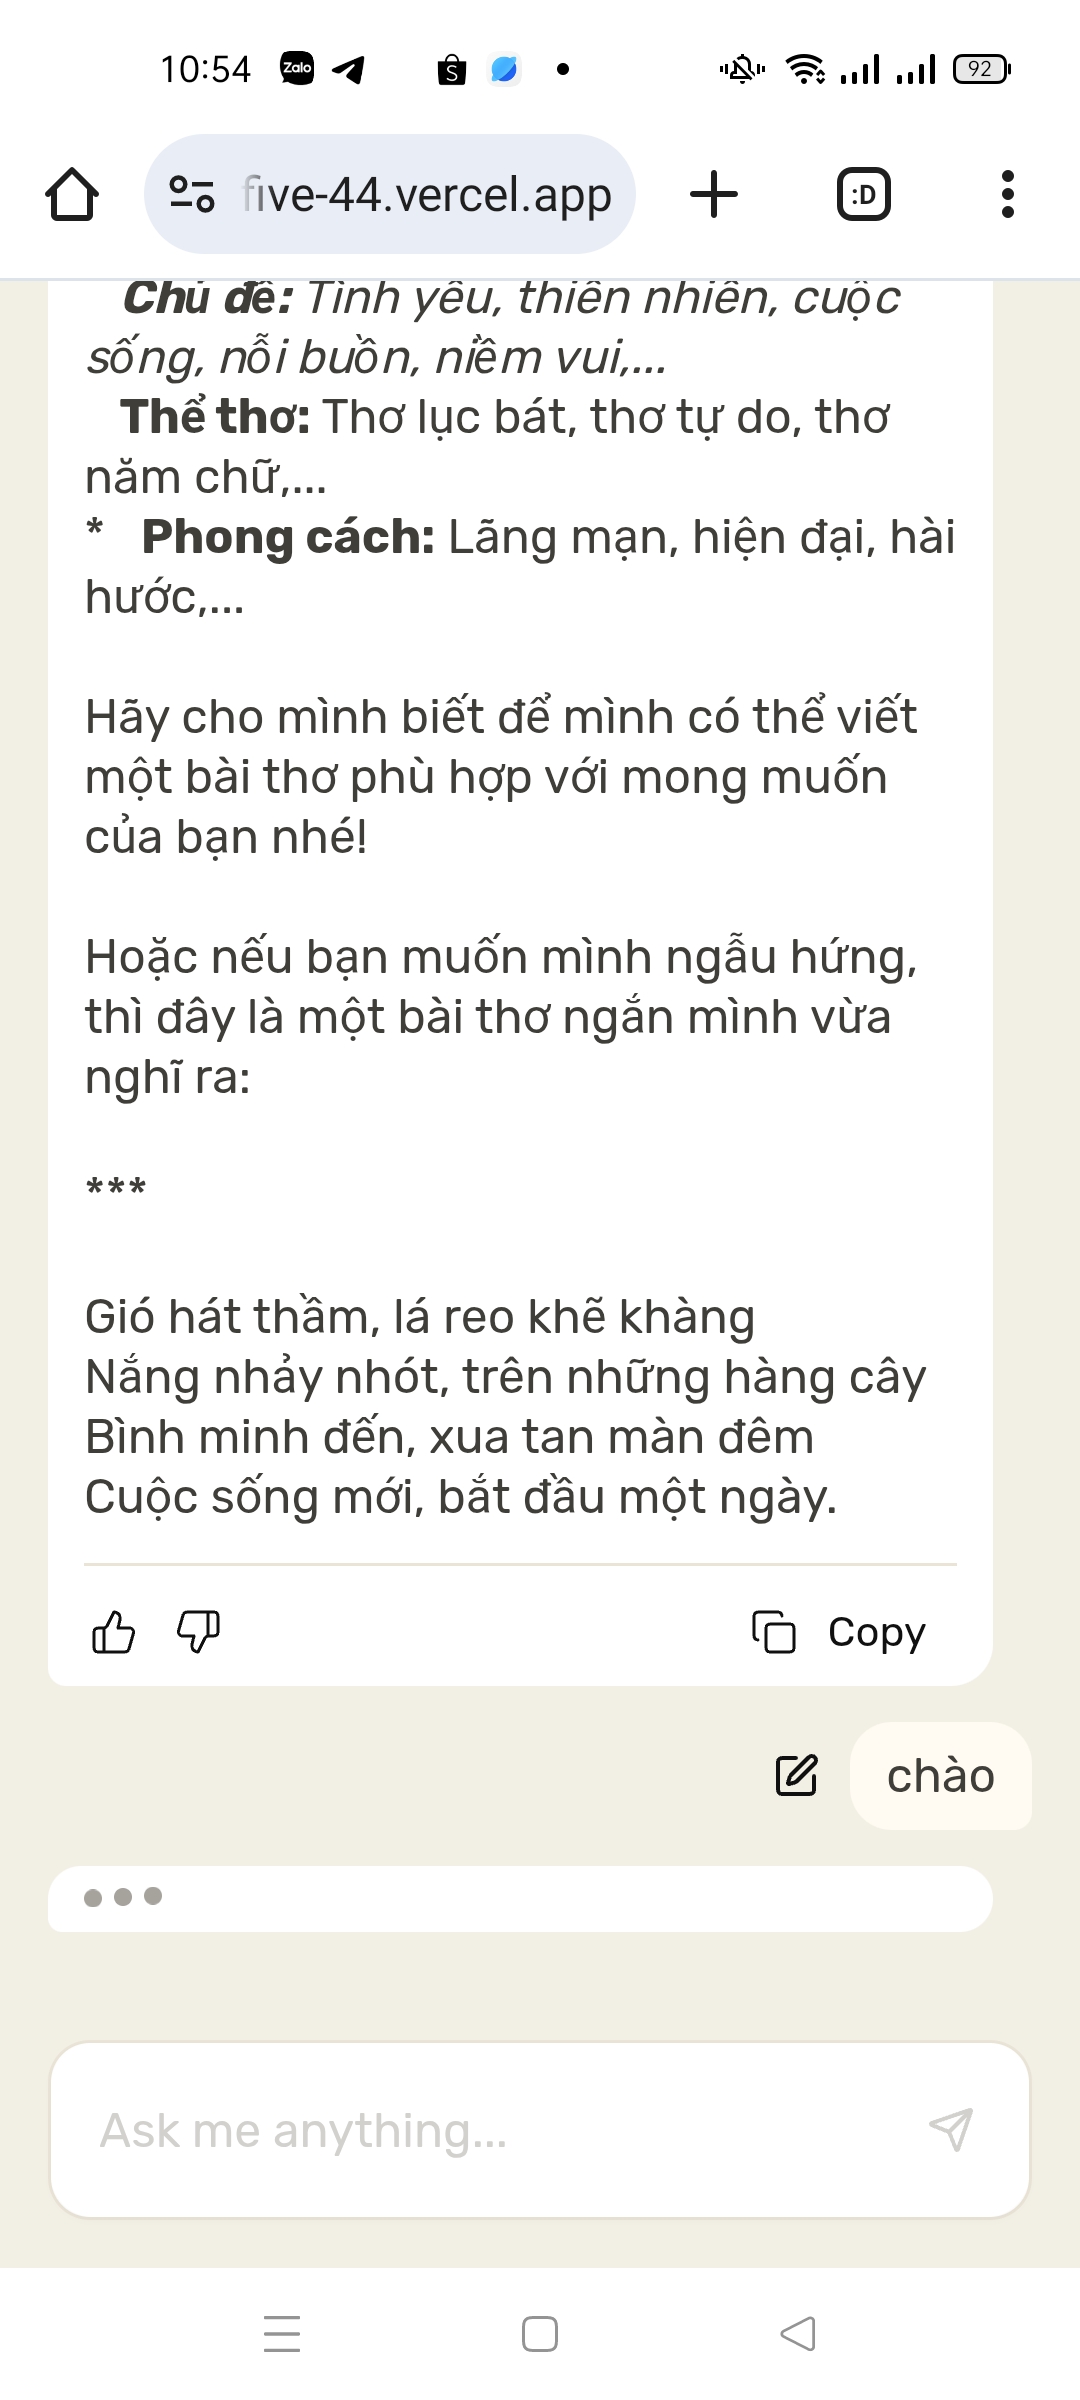 10:54 Zalo 92
five-44.vercel.app :D
Chủ đề: Tình yêu, thiên nhiên, cuộc
sống, nỗi buồn, niềm vui,...
Thể thơ: Thơ lục bát, thơ tự do, thơ
năm chữ,...
* Phong cách: Lãng mạn, hiện đại, hài
hước,...
Hãy cho mình biết để mình có thể viết
một bài thơ phù hợp với mong muốn
của bạn nhé!
Hoặc nếu bạn muốn mình ngẫu hứng,
thì đây là một bài thơ ngắn mình vừa
nghĩ ra:
***
Gió hát thầm, lá reo khẽ khàng
Nắng nhảy nhót, trên những hàng cây
Bình minh đến, xua tan màn đêm
Cuộc sống mới, bắt đầu một ngày.
Copy
chào
Ask me anything...